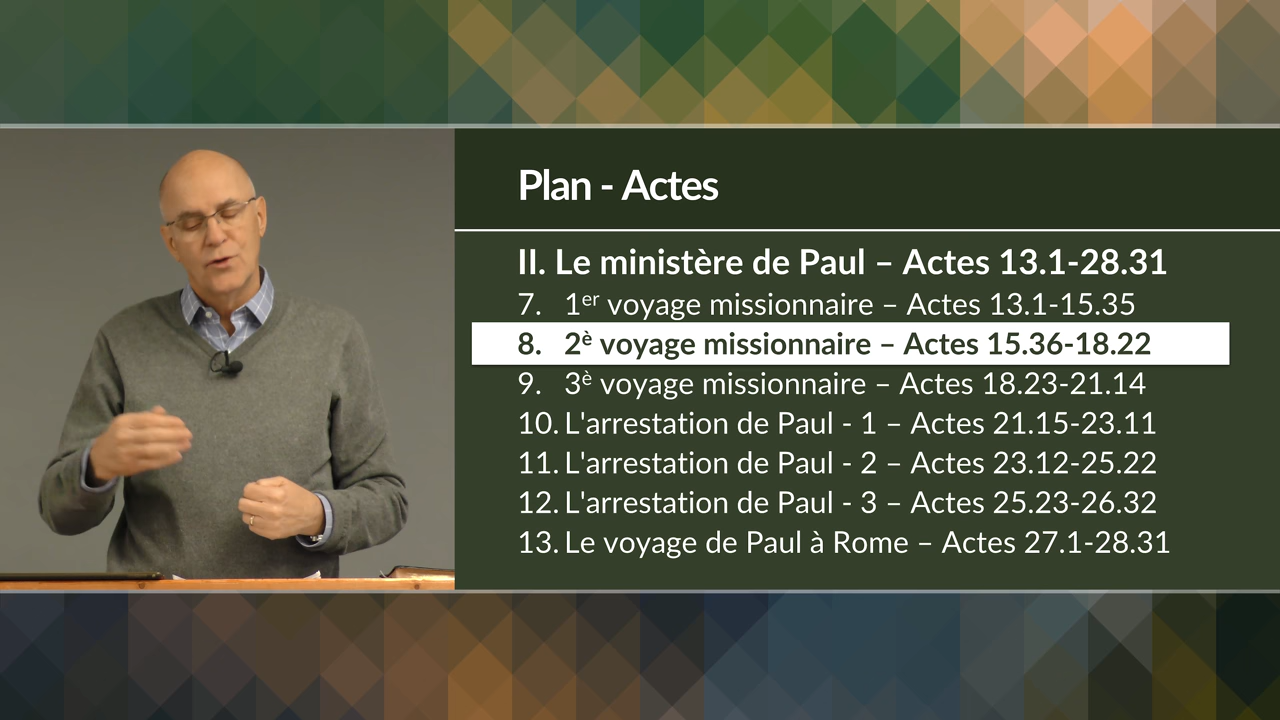 Plan - Actes
II. Le ministère de Paul – Actes 13.1-28.31
7. 1er voyage missionnaire – Actes 13.1-15.35
8. 2è voyage missionnaire – Actes 15.36-18.22
9. 3è voyage missionnaire – Actes 18.23-21.14
10. L'arrestation de Paul - 1 – Actes 21.15-23.11
11. L'arrestation de Paul - 2 – Actes 23.12-25.22
12. L'arrestation de Paul - 3 – Actes 25.23-26.32
13. Le voyage de Paul à Rome – Actes 27.1-28.31